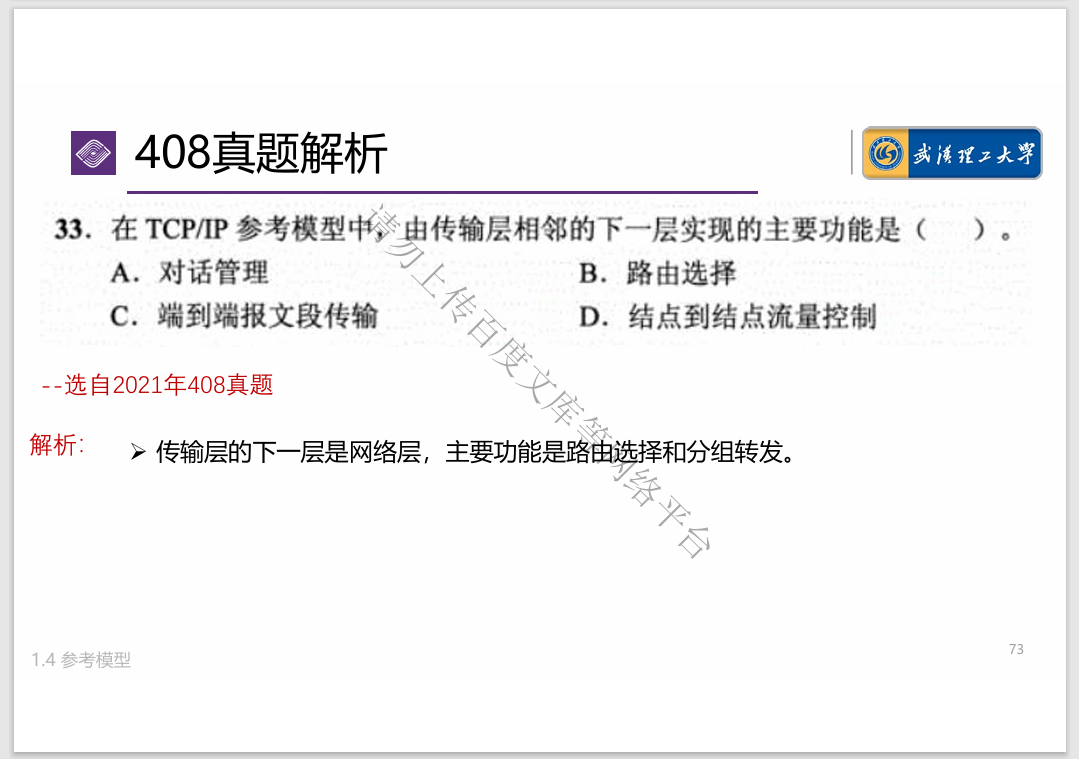 408真题解析
武汉理工大学
33. 在 TCP/IP 参考模型中，由传输层相邻的下一层实现的主要功能是（ ）。
A. 对话管理 B. 路由选择
C. 端到端报文段传输 D. 结点到结点流量控制
--选自2021年408真题
解析：
➢ 传输层的下一层是网络层，主要功能是路由选择和分组转发。
请勿上传百度文库等网络平台
1.4 参考模型
73